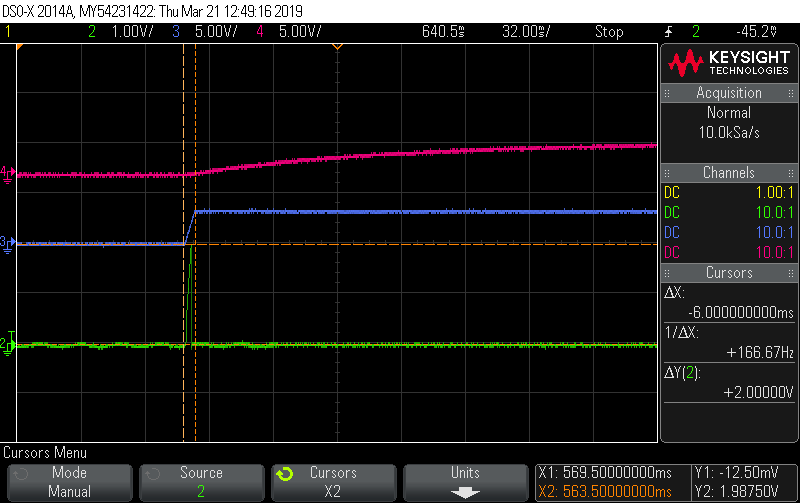 DSO-X 2014A, MY54231422: Thu Mar 21 12:49:16 2019
1 2 1.00V/ 3 5.00V/ 4 5.00V/ 640.5s 32.00s/ Stop 2 -45.2V
KEYSIGHT
TECHNOLOGIES
Acquisition
Normal
10.0kSa/s
Channels
DC 1.00:1
DC 10.0:1
DC 10.0:1
DC 10.0:1
Cursors
ΔX:
-6.000000000ms
1/ΔX:
+166.67Hz
ΔY(2):
+2.00000V
4
3
T
2
Cursors Menu
Mode
Manual
Source
2
Cursors
X2
Units
X1: 569.50000000ms
X2: 563.50000000ms
Y1: -12.50mV
Y2: 1.98750V